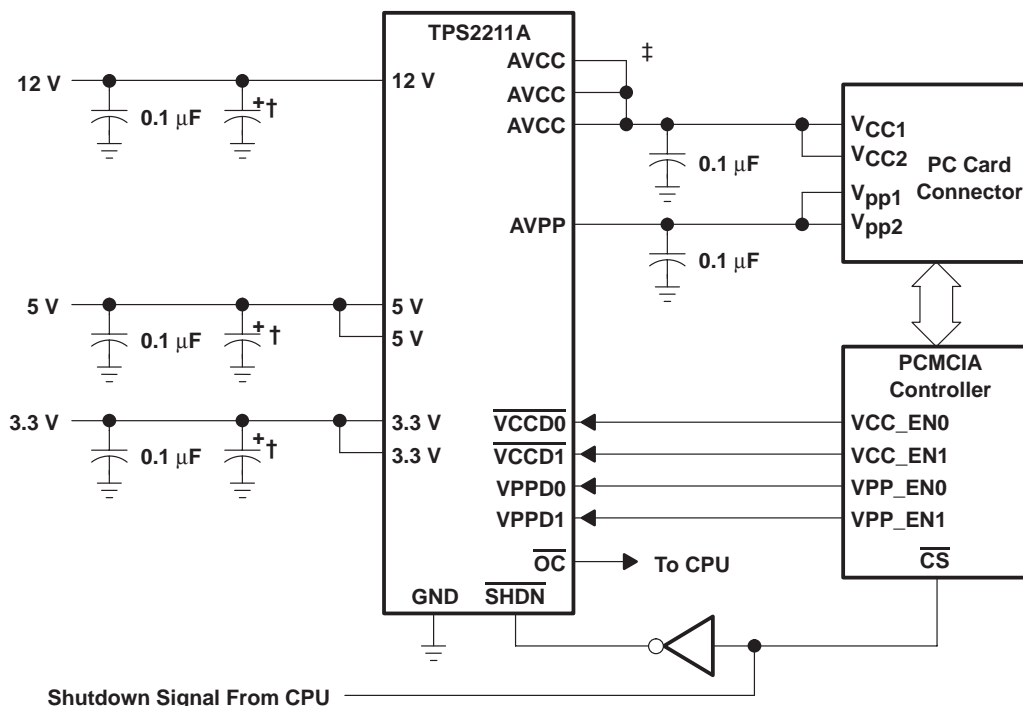 TPS2211A
12 V
0.1 μF
+†
12 V
AVCC
AVCC
AVCC
‡
0.1 μF
VCC1
VCC2
PC Card
Connector
Vpp1
Vpp2
AVPP
0.1 μF
5 V
0.1 μF
+†
5 V
5 V
3.3 V
0.1 μF
+†
3.3 V
3.3 V
PCMCIA
Controller
VCCD0
VCC_EN0
VCCD1
VCC_EN1
VPPD0
VPP_EN0
VPPD1
VPP_EN1
OC
To CPU
CS
GND
SHDN
Shutdown Signal From CPU